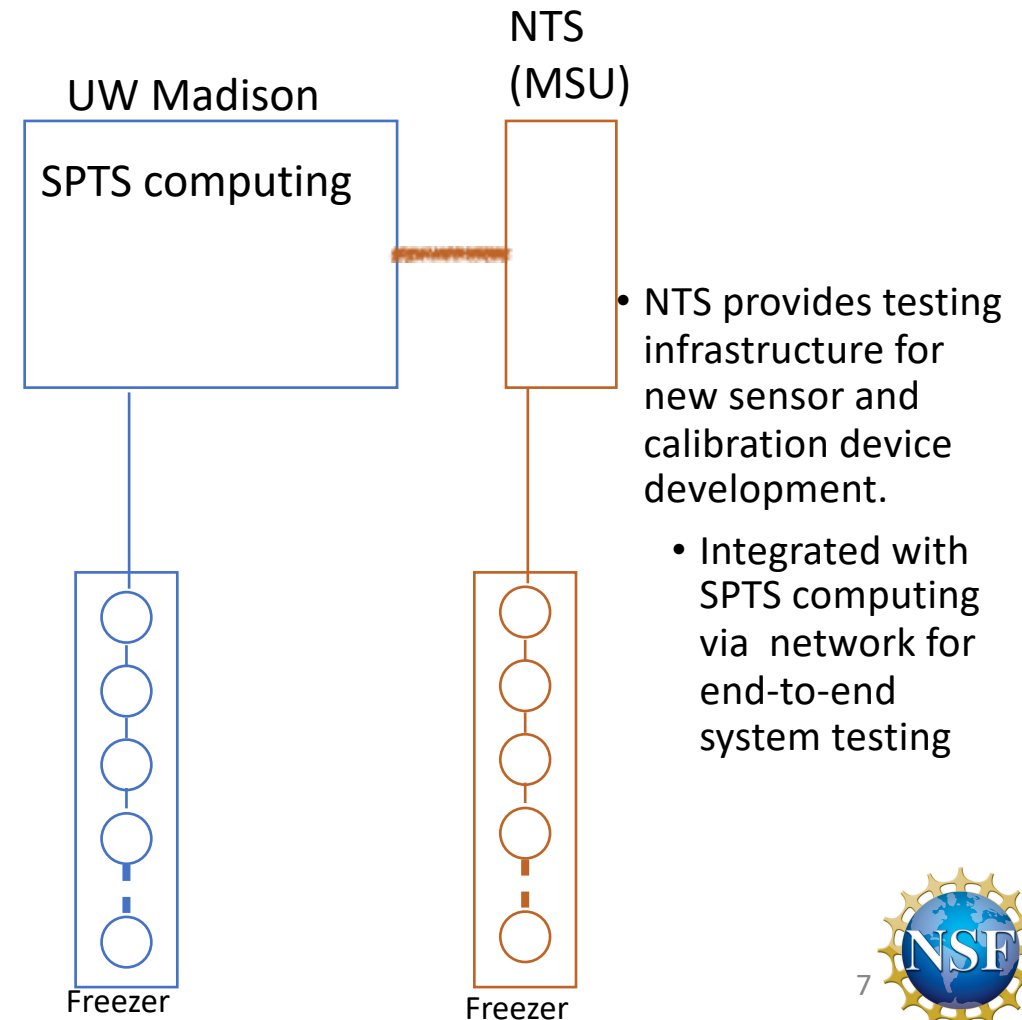 UW Madison
NTS
(MSU)
SPTS computing
• NTS provides testing
infrastructure for
new sensor and
calibration device
development.
• Integrated with
SPTS computing
via network for
end-to-end
system testing
Freezer
Freezer
7
NSF